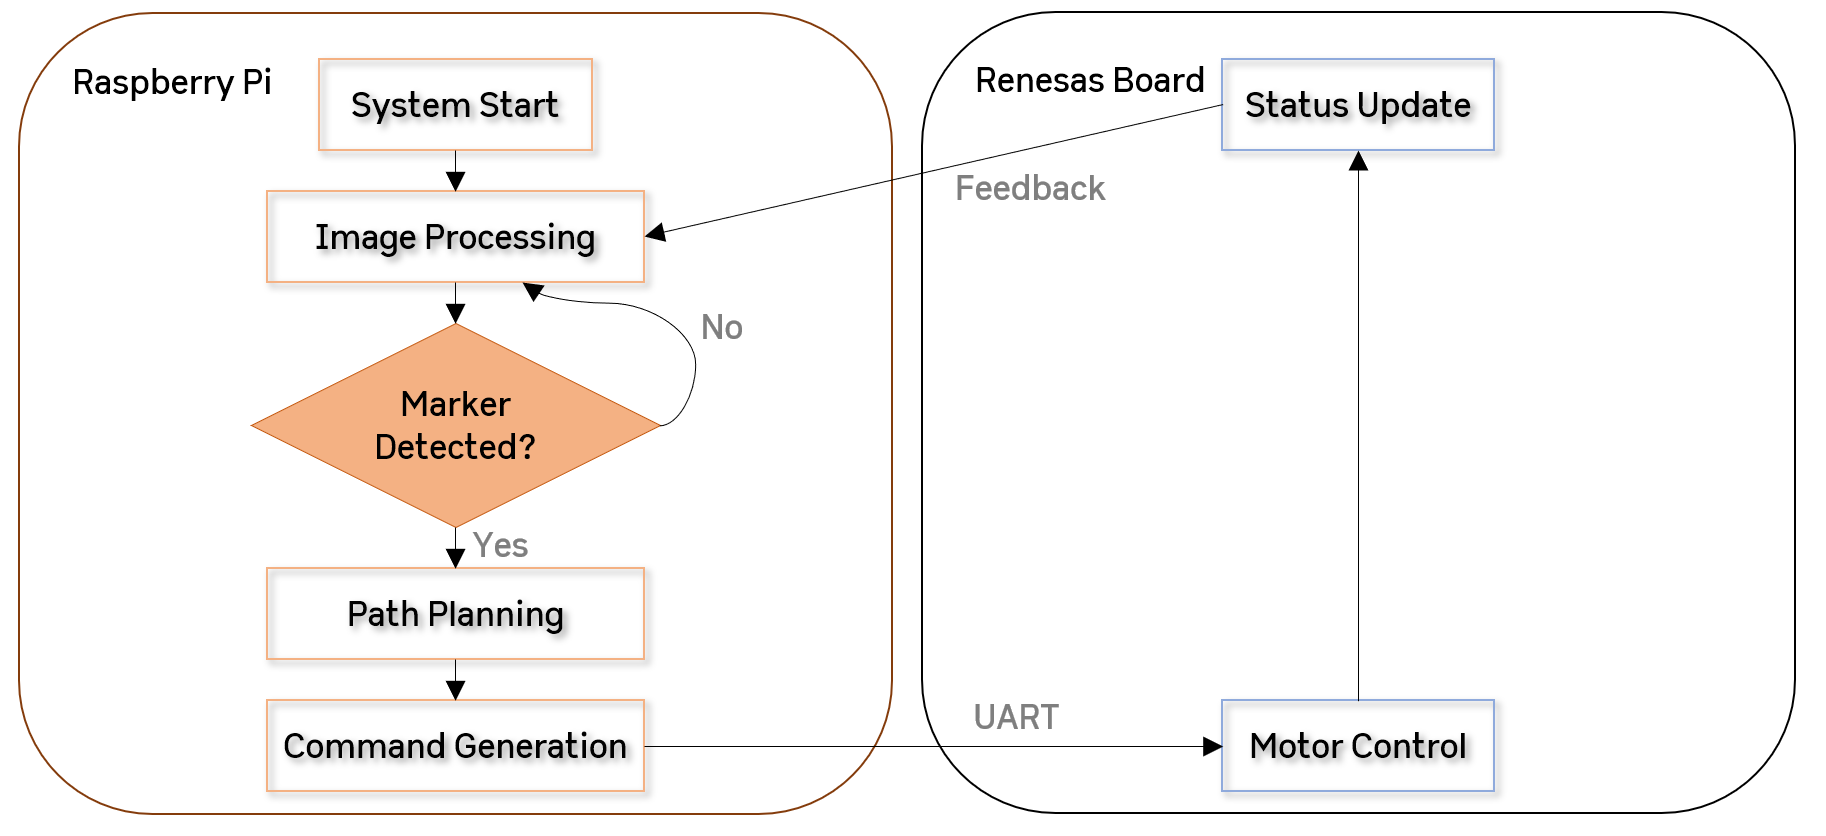 Raspberry Pi
System Start
Image Processing
No
Marker
Detected?
Yes
Path Planning
Command Generation
UART
Renesas Board
Status Update
Feedback
Motor Control